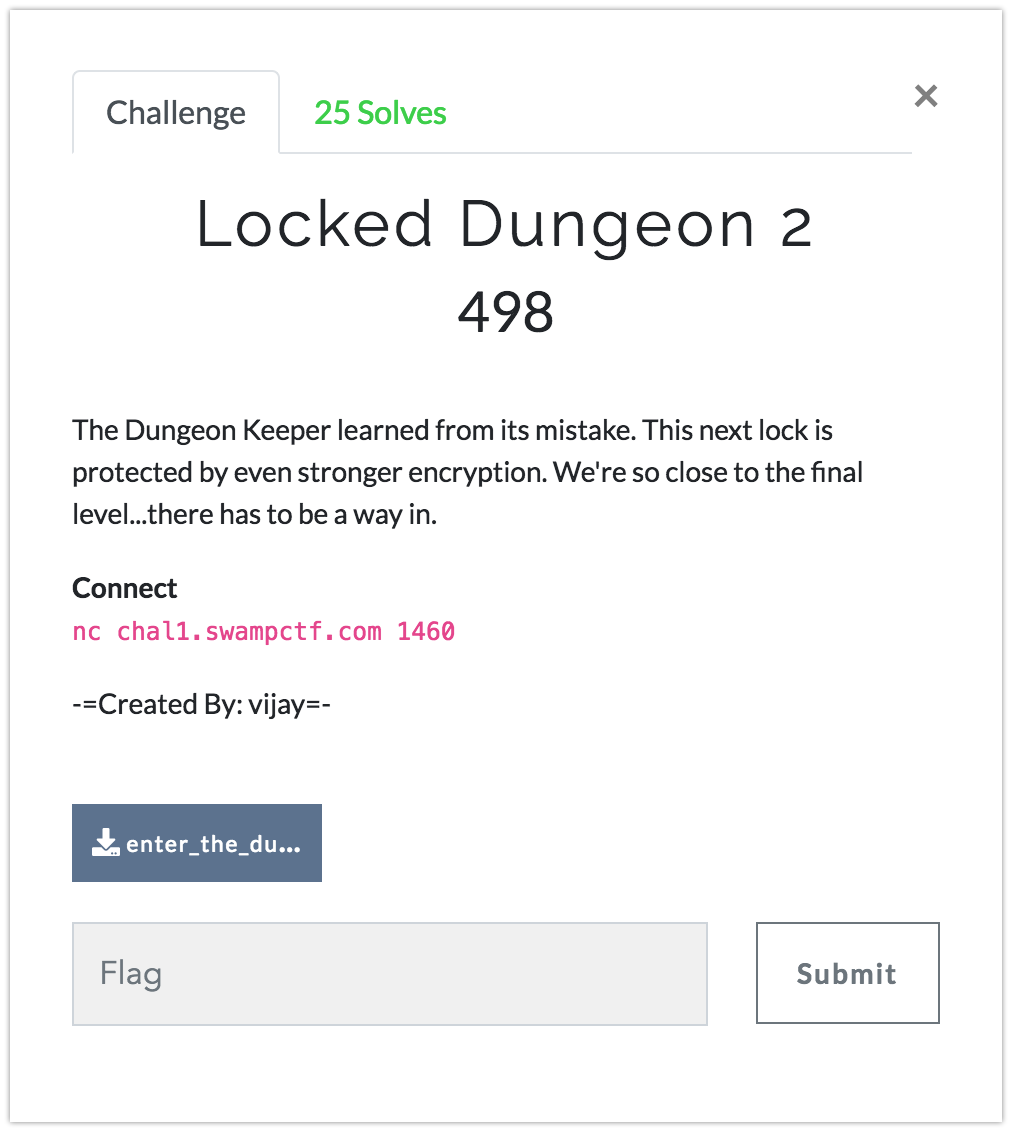 Challenge
25 Solves
×
Locked Dungeon 2
498
The Dungeon Keeper learned from its mistake. This next lock is
protected by even stronger encryption. We're so close to the final
level...there has to be a way in.
Connect
nc chal1.swampctf.com 1460
-=Created By: vijay=-
enter_the_du...
Flag
Submit